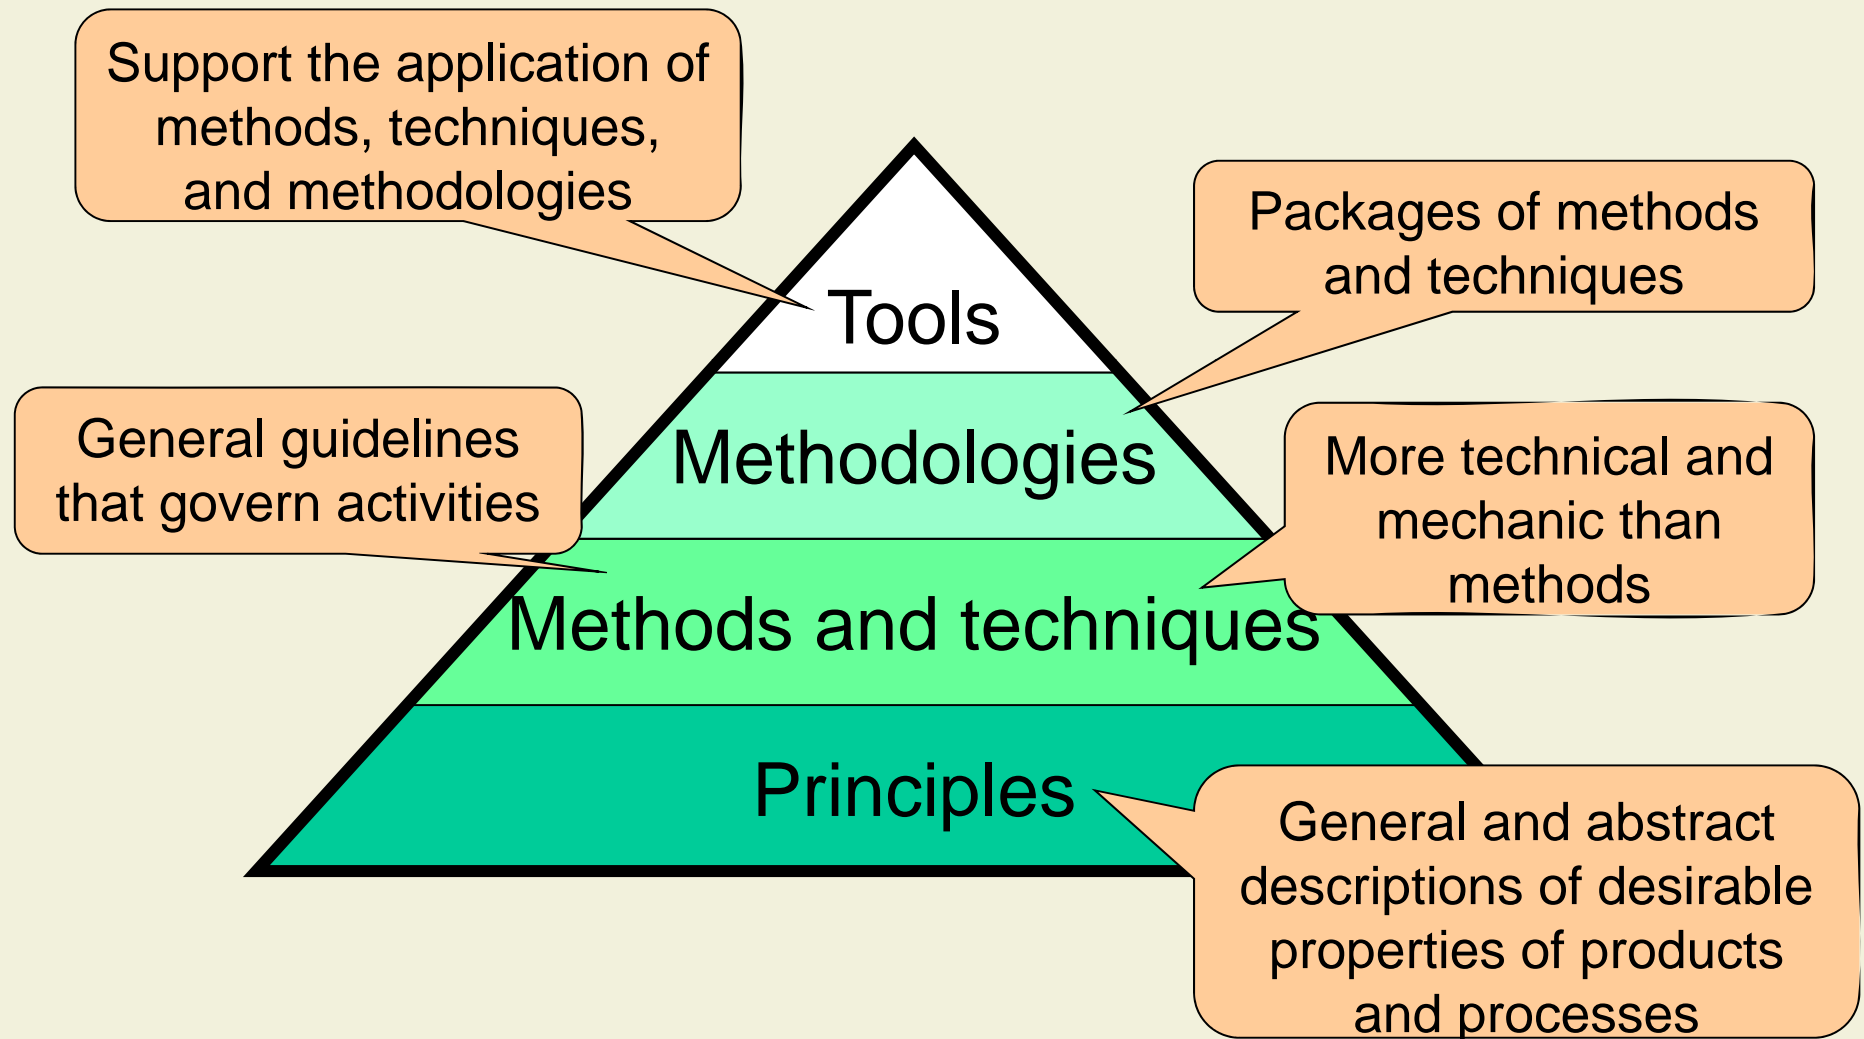 Support the application of
methods, techniques,
and methodologies
Packages of methods
and techniques
Tools
General guidelines
that govern activities
Methodologies
More technical and
mechanic than
methods
Methods and techniques
Principles
General and abstract
descriptions of desirable
properties of products
and processes